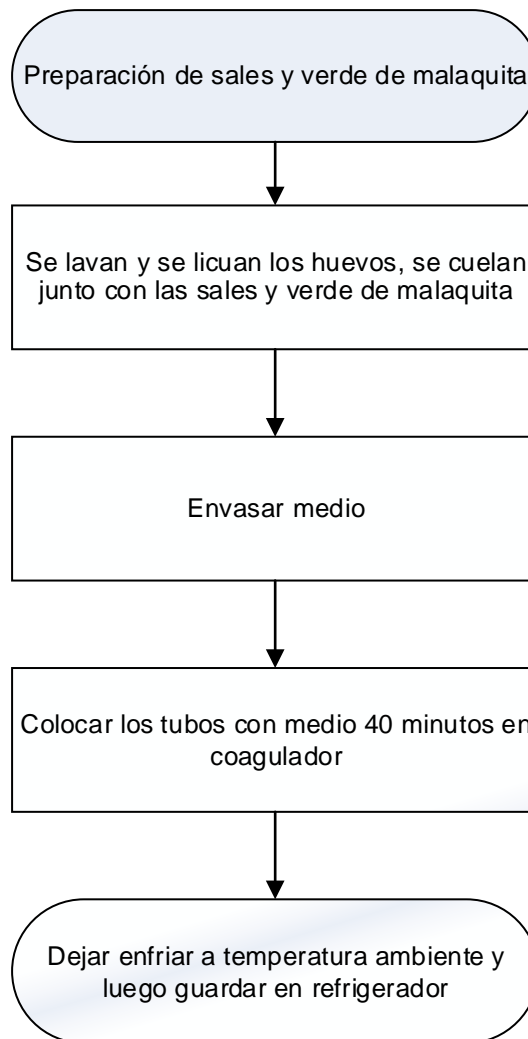 Preparación de sales y verde de malaquita
Se lavan y se licuan los huevos, se cuelan
junto con las sales y verde de malaquita
Envasar medio
Colocar los tubos con medio 40 minutos en
coagulador
Dejar enfriar a temperatura ambiente y
luego guardar en refrigerador